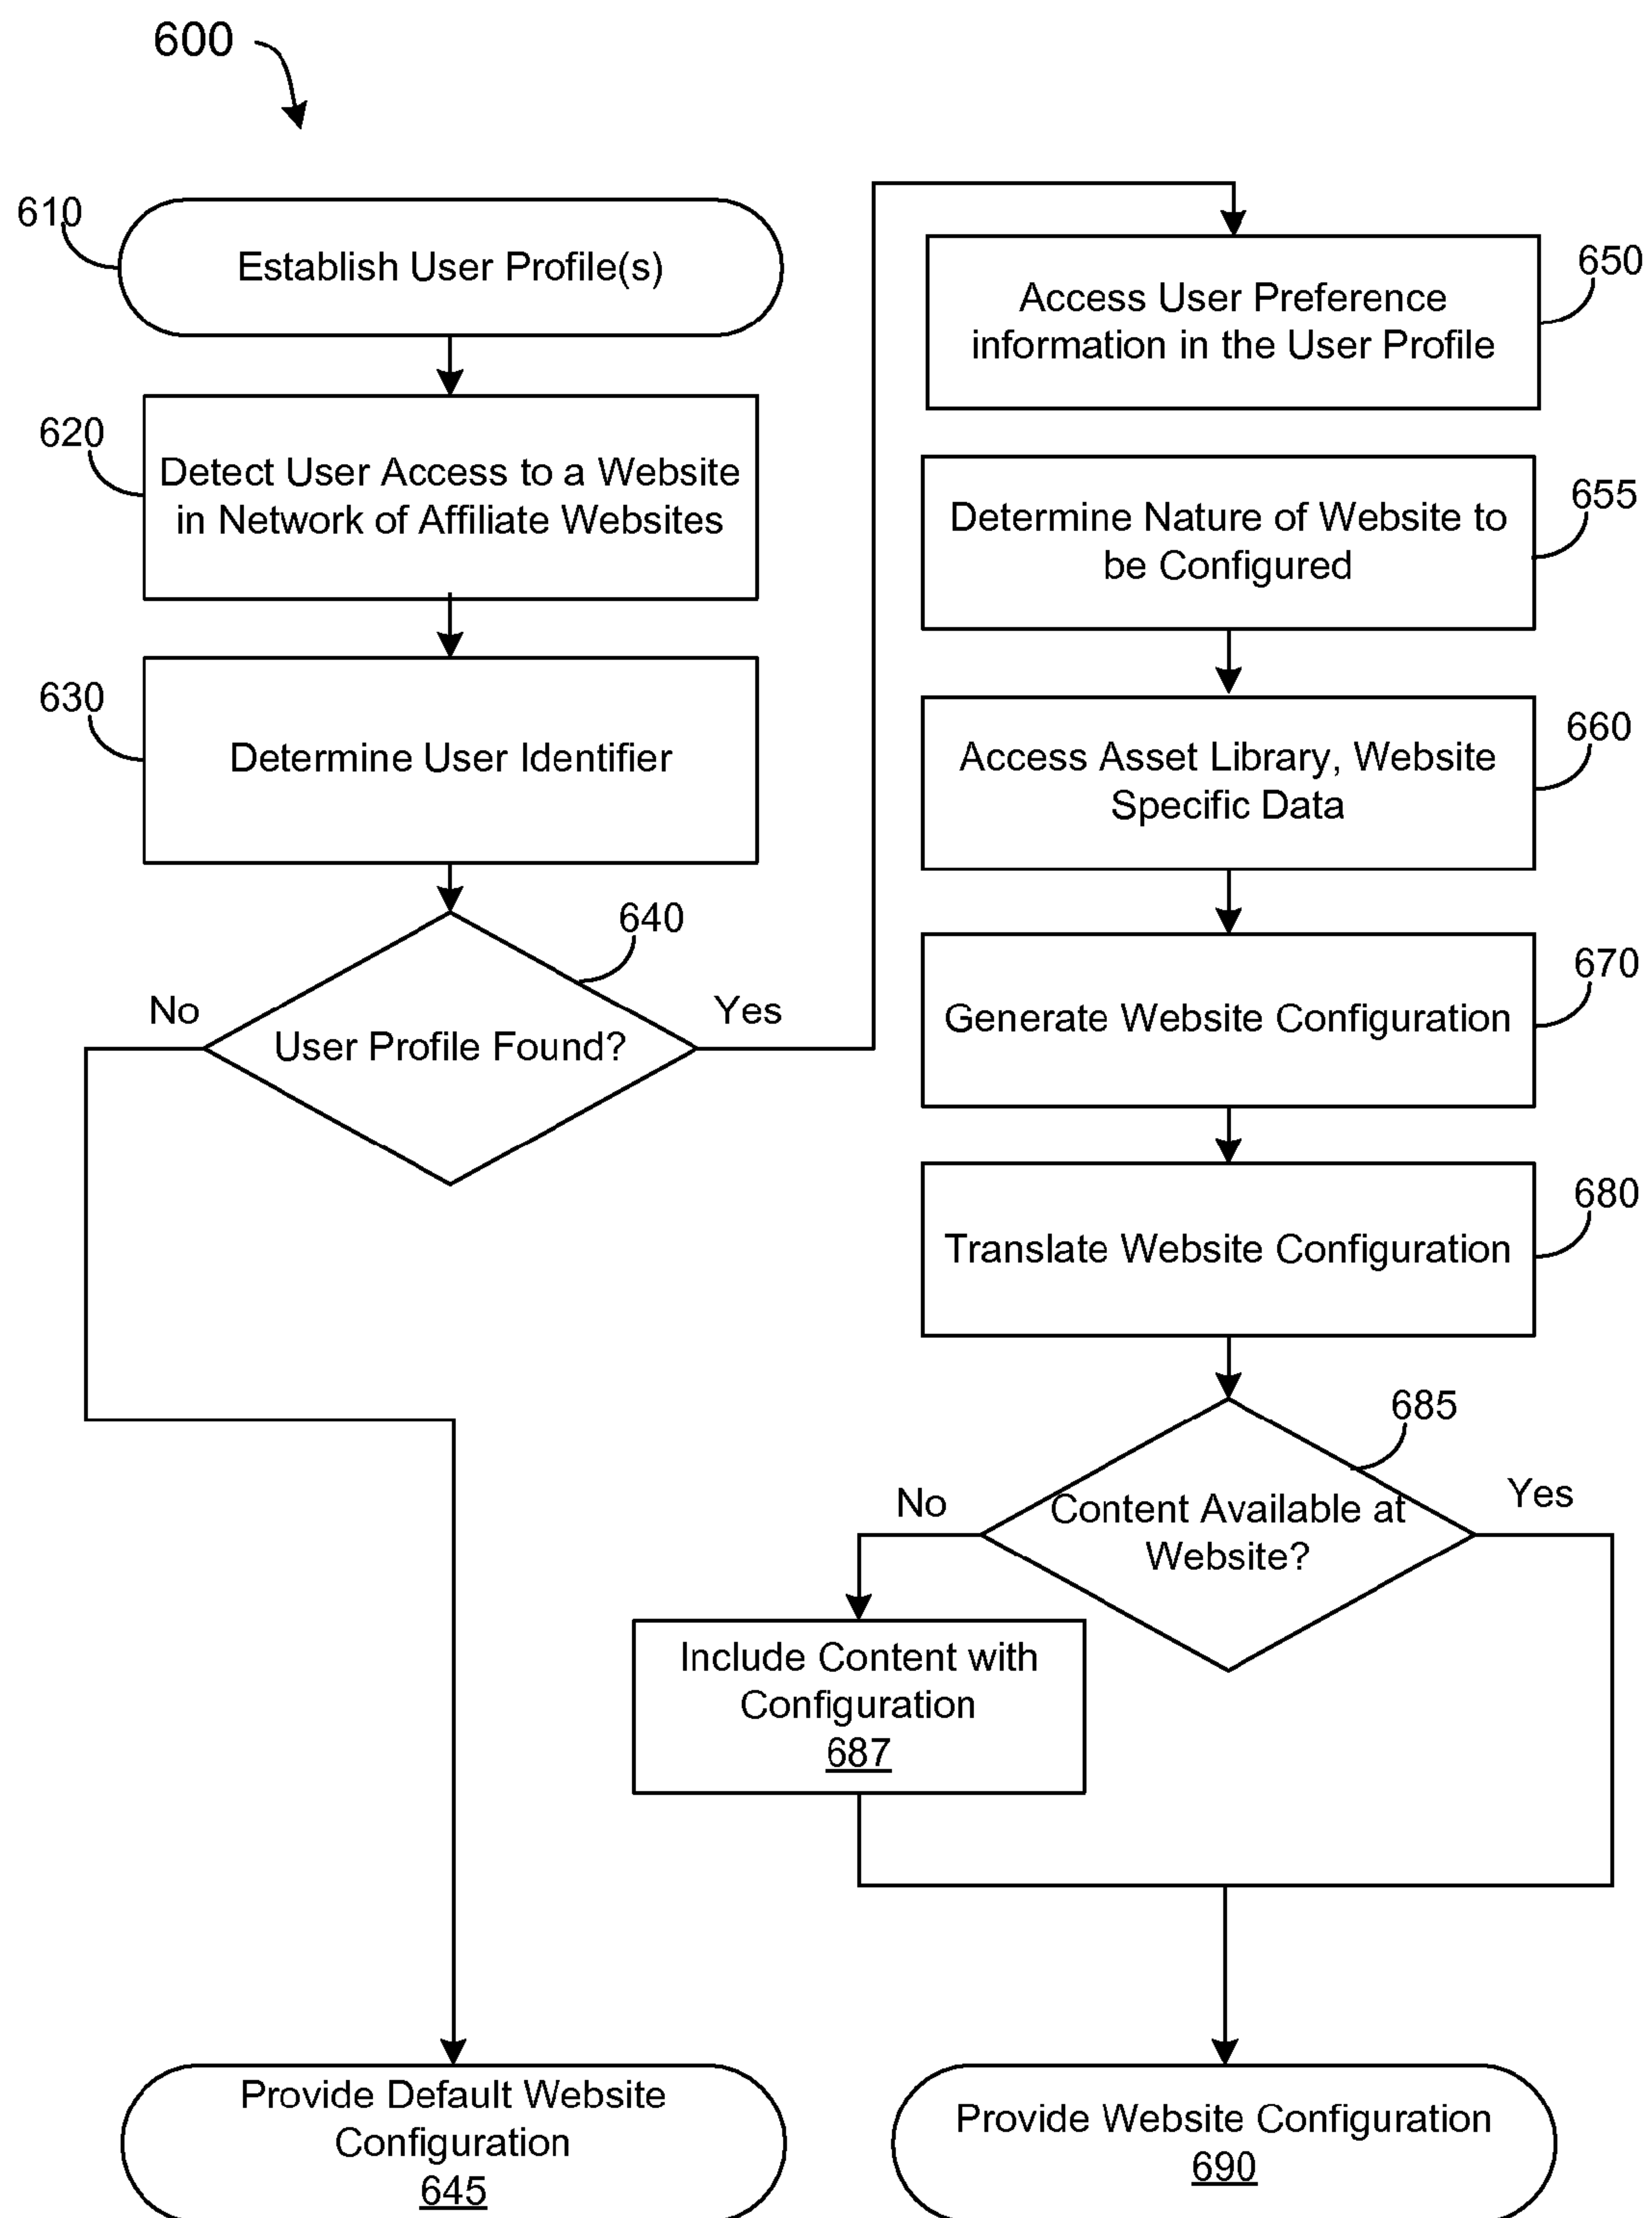 600
610
Establish User Profile(s)
620
Detect User Access to a Website
in Network of Affiliate Websites
630
Determine User Identifier
640
No
Yes
User Profile Found?
650
Access User Preference
information in the User Profile
655
Determine Nature of Website to
be Configured
660
Access Asset Library, Website
Specific Data
670
Generate Website Configuration
680
Translate Website Configuration
685
No
Yes
Content Available at
Website?
Include Content with
Configuration
687
Provide Default Website
Configuration
645
Provide Website Configuration
690